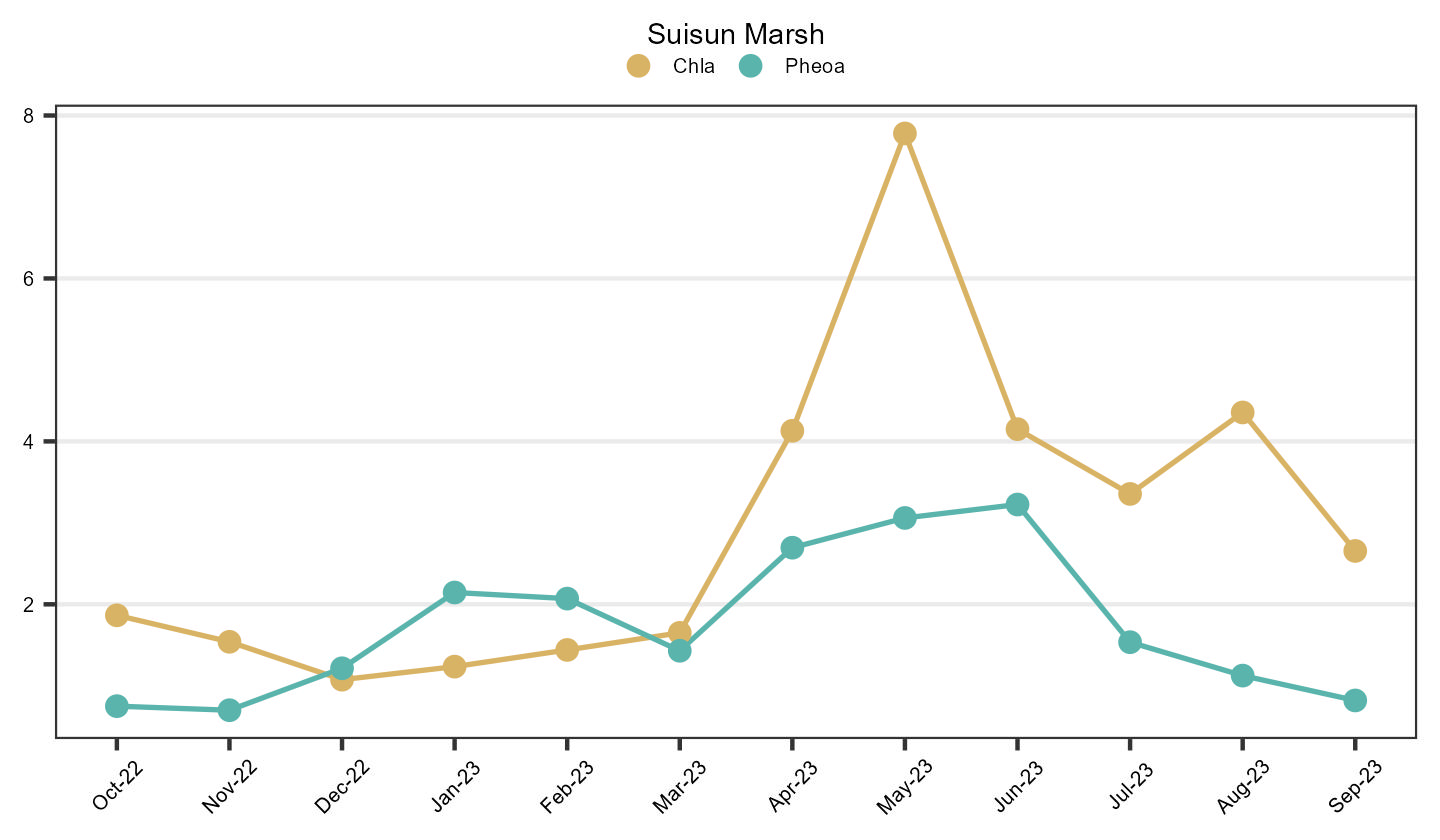 Suisun Marsh
Chla Pheoa
8
6
4
2
Oct-22 Nov-22 Dec-22 Jan-23 Feb-23 Mar-23 Apr-23 May-23 Jun-23 Jul-23 Aug-23 Sep-23